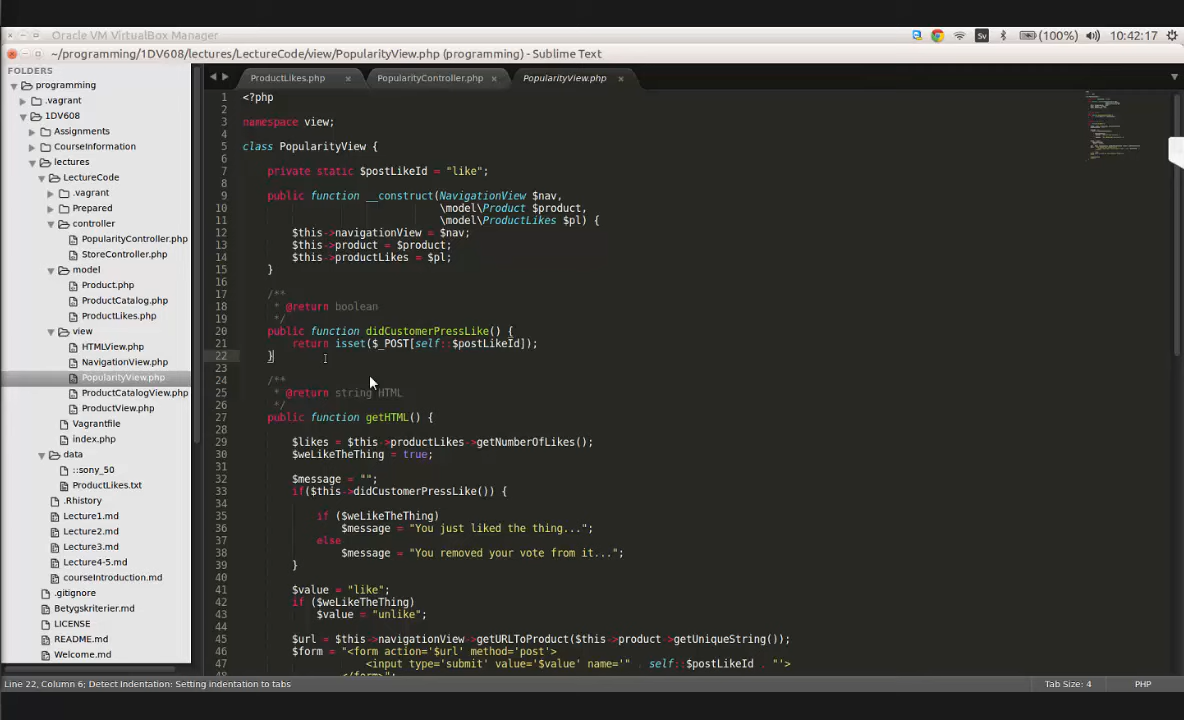 Oracle VM VirtualBox Manager
Sv
(100%)
10:42:17
~/programming/1DV608/lectures/LectureCode/view/PopularityView.php (programming) - Sublime Text
FOLDERS
programming
.vagrant
1DV608
Assignments
CourseInformation
lectures
LectureCode
.vagrant
Prepared
controller
PopularityController.php
StoreController.php
model
Product.php
ProductCatalog.php
ProductLikes.php
view
HTMLView.php
NavigationView.php
PopularityView.php
ProductCatalogView.php
ProductView.php
Vagrantfile
index.php
data
::sony_50
ProductLikes.txt
.Rhistory
Lecture1.md
Lecture2.md
Lecture3.md
Lecture4-5.md
courseIntroduction.md
.gitignore
Betygskriterier.md
LICENSE
README.md
Welcome.md
ProductLikes.php
PopularityController.php
PopularityView.php
1 <?php
2
3 namespace view;
4
5 class PopularityView {
6
7 private static $postLikeId = "like";
8
9 public function __construct(NavigationView $nav,
10 \model\Product $product,
11 \model\ProductLikes $pl) {
12 $this->navigationView = $nav;
13 $this->product = $product;
14 $this->productLikes = $pl;
15 }
16
17 /**
18 * @return boolean
19 */
20 public function didCustomerPressLike() {
21 return isset($_POST[self::$postLikeId]);
22 }
23
24 /**
25 * @return string HTML
26 */
27 public function getHTML() {
28
29 $likes = $this->productLikes->getNumberOfLikes();
30 $weLikeTheThing = true;
31
32 $message = "";
33 if($this->didCustomerPressLike()) {
34
35 if ($weLikeTheThing)
36 $message = "You just liked the thing...";
37 else
38 $message = "You removed your vote from it...";
39 }
40
41 $value = "like";
42 if ($weLikeTheThing)
43 $value = "unlike";
44
45 $url = $this->navigationView->getURLToProduct($this->product->getUniqueString());
46 $form = "<form action='$url' method='post'>
47 <input type='submit' value='$value' name='" . self::$postLikeId . "'>
48 </form>";
Line 22, Column 6; Detect Indentation: Setting indentation to tabs
Tab Size: 4
PHP